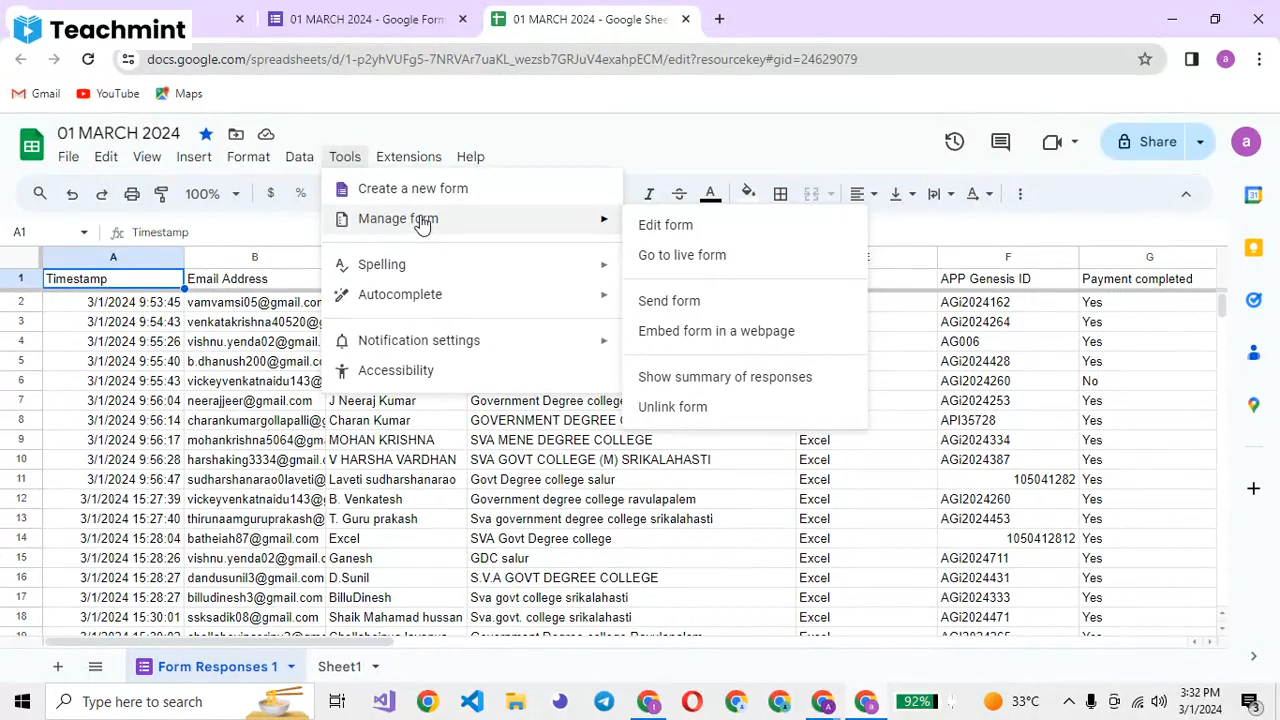 Teachmint
01 MARCH 2024 - Google For
01 MARCH 2024 - Google Shee
docs.google.com/spreadsheets/d/1-p2yhVUFg5-7NRVAr7uaKL_wezsb7GRJuV4exahpECM/edit?resourcekey#gid=24629079
Gmail YouTube Maps
01 MARCH 2024
File Edit View Insert Format Data Tools Extensions Help
Share
a
100% $ %
Create a new form
Manage form
Spelling
Autocomplete
Notification settings
Accessibility
Edit form
Go to live form
Send form
Embed form in a webpage
Show summary of responses
Unlink form
A1 fx Timestamp
A B F G
1 Timestamp Email Address APP Genesis ID Payment completed
2 3/1/2024 9:53:45 vamvamsi05@gmail.com AGi2024162 Yes
3 3/1/2024 9:54:43 venkatakrishna40520@g AGi2024264 Yes
4 3/1/2024 9:55:26 vishnu.yenda02@gmail. AG006 Yes
5 3/1/2024 9:55:40 b.dhanush200@gmail.c AGi2024428 Yes
6 3/1/2024 9:55:43 vickeyvenkatnaidu143@ AGI2024260 No
7 3/1/2024 9:56:04 neerajjeer@gmail.com J Neeraj Kumar Government Degree colleg AGi2024253 Yes
8 3/1/2024 9:56:14 charankumargollapalli@g Charan Kumar GOVERNMENT DEGREE COLLEGE API35728 Yes
9 3/1/2024 9:56:17 mohankrishna5064@gm MOHAN KRISHNA SVA MENE DEGREE COLLEGE Excel AGi2024334 Yes
10 3/1/2024 9:56:28 harshaking3334@gmail.c V HARSHA VARDHAN SVA GOVT COLLEGE (M) SRIKALAHASTI Excel AGi2024387 Yes
11 3/1/2024 9:56:47 sudharshanarao0laveti@ Laveti sudharshanarao Govt Degree college salur Excel 105041282 Yes
12 3/1/2024 15:27:39 vickeyvenkatnaidu143@ B. Venkatesh Government degree college ravulapalem Excel AGI2024260 Yes
13 3/1/2024 15:27:40 thirunaamguruprakash@ T. Guru prakash Sva government degree college srikalahasti Excel AGi2024453 Yes
14 3/1/2024 15:28:04 batheiah87@gmail.com Excel SVA Govt Degree college Excel 1050412812 Yes
15 3/1/2024 15:28:26 vishnu.yenda02@gmail.c Ganesh GDC salur Excel AGi2024711 Yes
16 3/1/2024 15:28:27 dandusunil3@gmail.com D.Sunil S.V.A GOVT DEGREE COLLEGE Excel AGi2024431 Yes
17 3/1/2024 15:28:27 billudinesh3@gmail.com BilluDinesh Sva govt college srikalahasti Excel AGi2024333 Yes
18 3/1/2024 15:30:01 ssksadik08@gmail.com Shaik Mahamad hussan Sva.govt. college srikalahasti Excel AGi2024471 Yes
Form Responses 1 Sheet1
Type here to search
92% 33°C
3:32 PM
3/1/2024
3